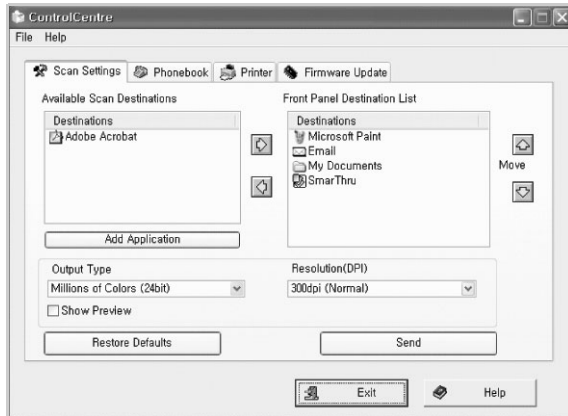 ControlCentre
File Help
Scan Settings Phonebook Printer Firmware Update
Available Scan Destinations Front Panel Destination List
Destinations Destinations
Adobe Acrobat Microsoft Paint
Email
My Documents
SmarThru
Move
Add Application
Output Type Resolution(DPI)
Millions of Colors (24bit) 300dpi (Normal)
Show Preview
Restore Defaults Send
Exit Help